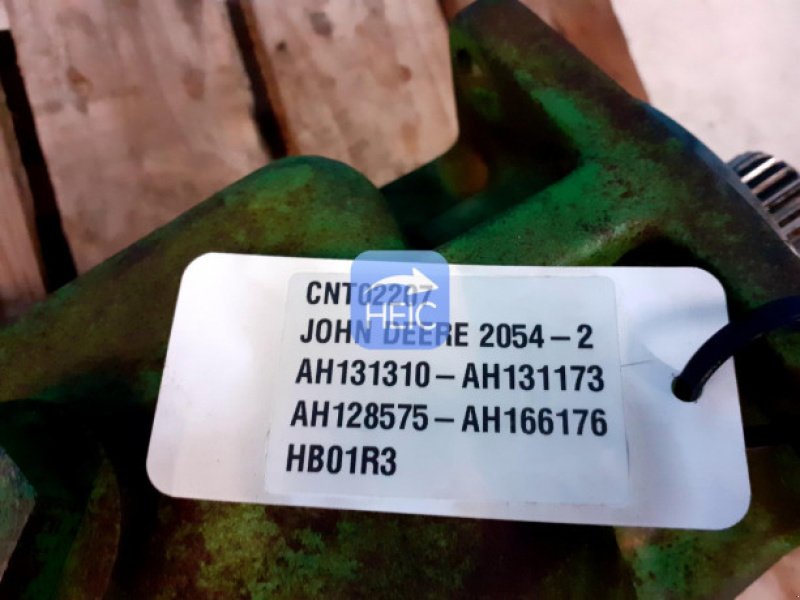 CNT02207
HEIC
JOHN DEERE 2054-2
AH131310-AH131173
AH128575-AH166176
HB01R3